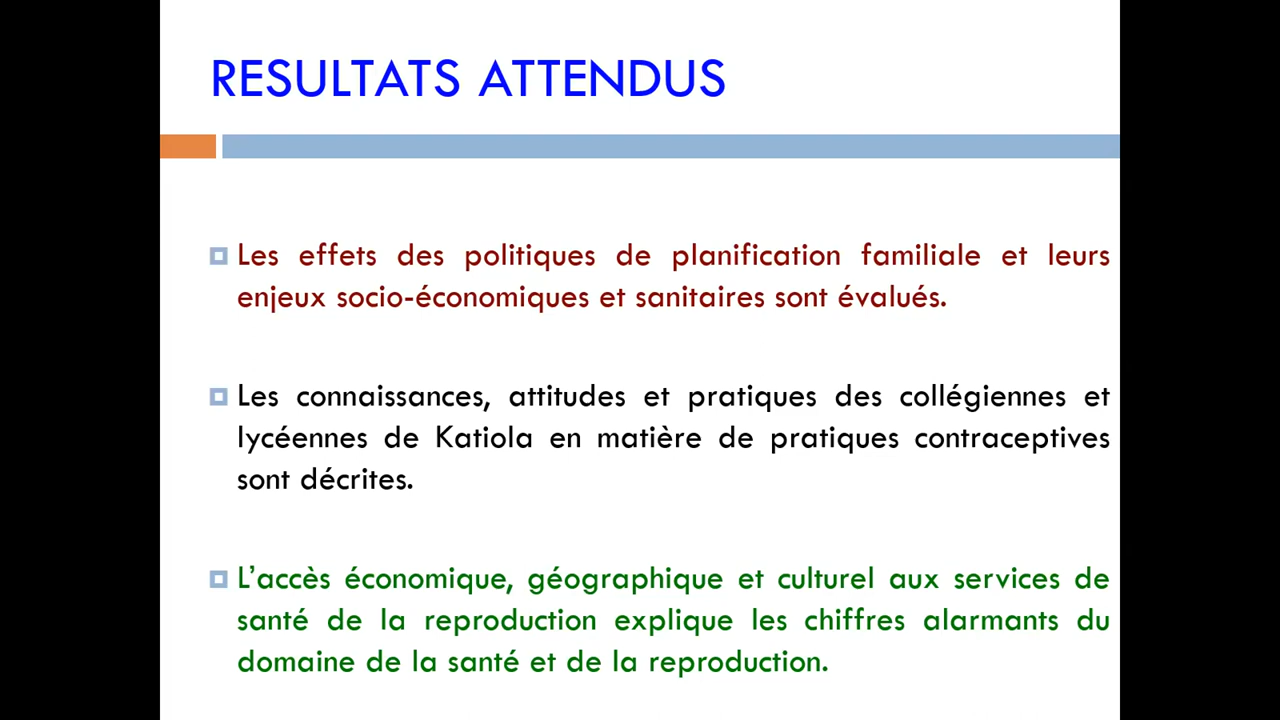 RESULTATS ATTENDUS
Les effets des politiques de planification familiale et leurs
enjeux socio-économiques et sanitaires sont évalués.
Les connaissances, attitudes et pratiques des collégiennes et
lycéennes de Katiola en matière de pratiques contraceptives
sont décrites.
L’accès économique, géographique et culturel aux services de
santé de la reproduction explique les chiffres alarmants du
domaine de la santé et de la reproduction.